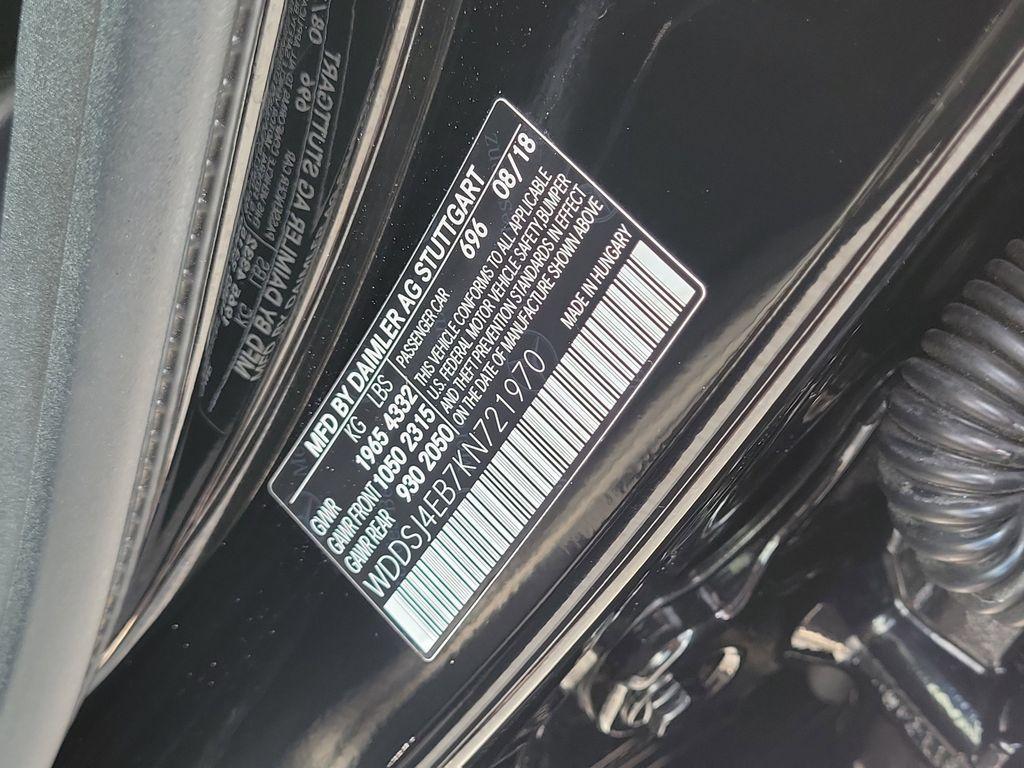 MFD BY DAIMLER AG STUTTGART
KG LBS PASSENGER CAR 696 08/18
GVWR 1965 4332 THIS VEHICLE CONFORMS TO ALL APPLICABLE
GAWR FRONT 1050 2315 U.S. FEDERAL MOTOR VEHICLE SAFETY, BUMPER
GAWR REAR 930 2050 AND THEFT PREVENTION STANDARDS IN EFFECT
ON THE DATE OF MANUFACTURE SHOWN ABOVE
WDDSJ4EB7KN721970 MADE IN HUNGARY